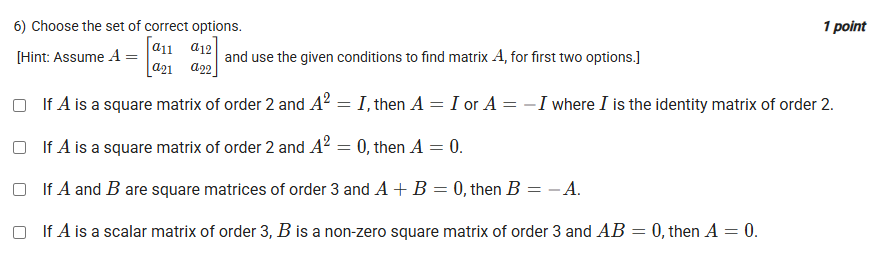 6) Choose the set of correct options. 1 point
[Hint: Assume $A = \begin{bmatrix} a_{11} & a_{12} \\ a_{21} & a_{22} \end{bmatrix}$ and use the given conditions to find matrix $A$, for first two options.]
If $A$ is a square matrix of order 2 and $A^2 = I$, then $A = I$ or $A = -I$ where $I$ is the identity matrix of order 2.
If $A$ is a square matrix of order 2 and $A^2 = 0$, then $A = 0$.
If $A$ and $B$ are square matrices of order 3 and $A + B = 0$, then $B = -A$.
If $A$ is a scalar matrix of order 3, $B$ is a non-zero square matrix of order 3 and $AB = 0$, then $A = 0$.